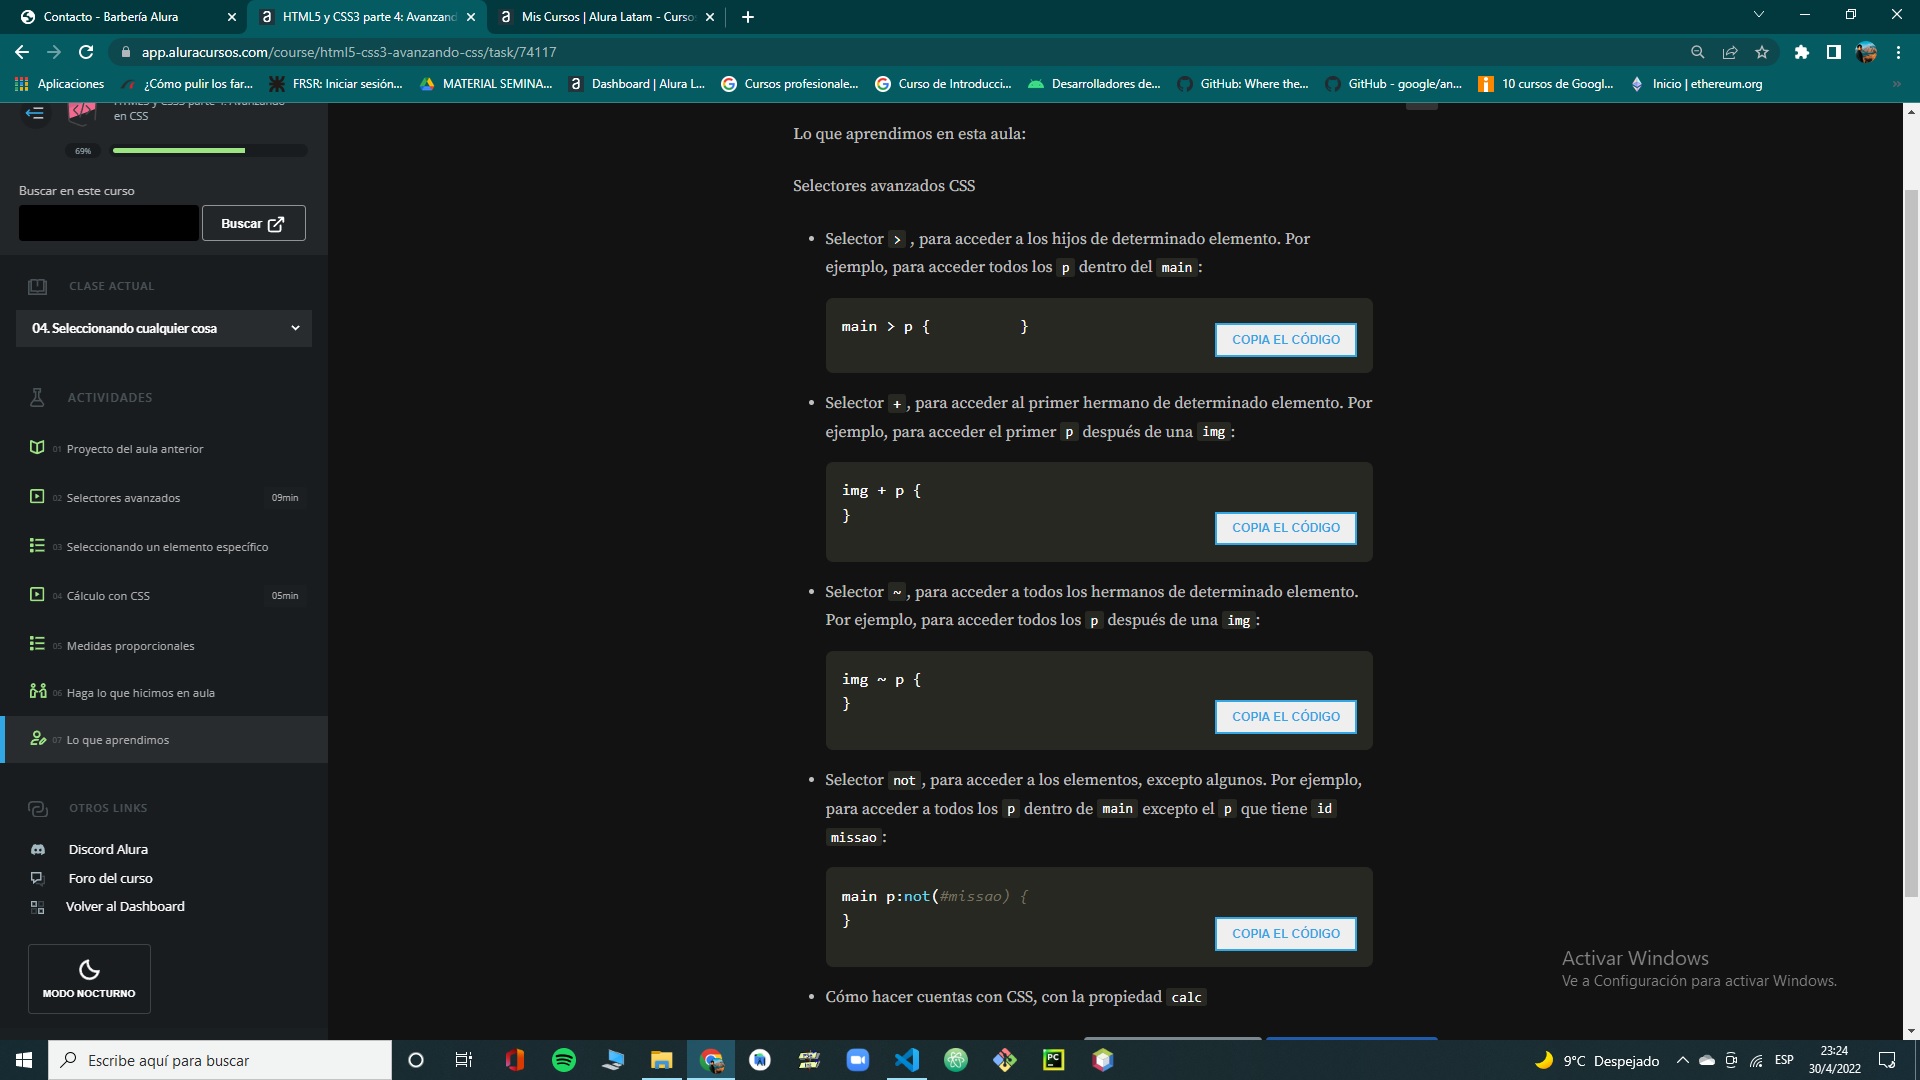 Contacto - Barbería Alura
HTML5 y CSS3 parte 4: Avanzand
Mis Cursos | Alura Latam - Curso
app.aluracursos.com/course/html5-css3-avanzando-css/task/74117
Aplicaciones
¿Cómo pulir los far...
FRSR: Iniciar sesión...
MATERIAL SEMINA...
Dashboard | Alura L...
Cursos profesionale...
Curso de Introducci...
Desarrolladores de...
GitHub: Where the...
GitHub - google/an...
10 cursos de Googl...
Inicio | ethereum.org
HTML5 y CSS3 parte 4: Avanzando
en CSS
69%
Buscar en este curso
Buscar
CLASE ACTUAL
04. Seleccionando cualquier cosa
ACTIVIDADES
01 Proyecto del aula anterior
02 Selectores avanzados 09min
03 Seleccionando un elemento específico
04 Cálculo con CSS 05min
05 Medidas proporcionales
06 Haga lo que hicimos en aula
07 Lo que aprendimos
OTROS LINKS
Discord Alura
Foro del curso
Volver al Dashboard
MODO NOCTURNO
Lo que aprendimos en esta aula:
Selectores avanzados CSS
• Selector > , para acceder a los hijos de determinado elemento. Por
ejemplo, para acceder todos los p dentro del main :
main > p { }
COPIA EL CÓDIGO
• Selector + , para acceder al primer hermano de determinado elemento. Por
ejemplo, para acceder el primer p después de una img :
img + p {
}
COPIA EL CÓDIGO
• Selector ~ , para acceder a todos los hermanos de determinado elemento.
Por ejemplo, para acceder todos los p después de una img :
img ~ p {
}
COPIA EL CÓDIGO
• Selector not , para acceder a los elementos, excepto algunos. Por ejemplo,
para acceder a todos los p dentro de main excepto el p que tiene id
missao :
main p:not(#missao) {
}
COPIA EL CÓDIGO
• Cómo hacer cuentas con CSS, con la propiedad calc
Activar Windows
Ve a Configuración para activar Windows.
Escribe aquí para buscar
9°C Despejado
ESP
23:24
30/4/2022